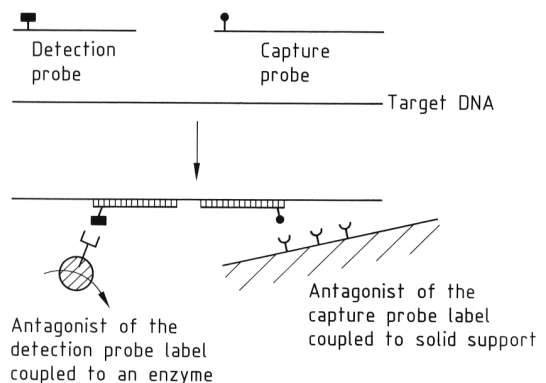 Detection
probe
Capture
probe
Target DNA
Antagonist of the
detection probe label
coupled to an enzyme
Antagonist of the
capture probe label
coupled to solid support